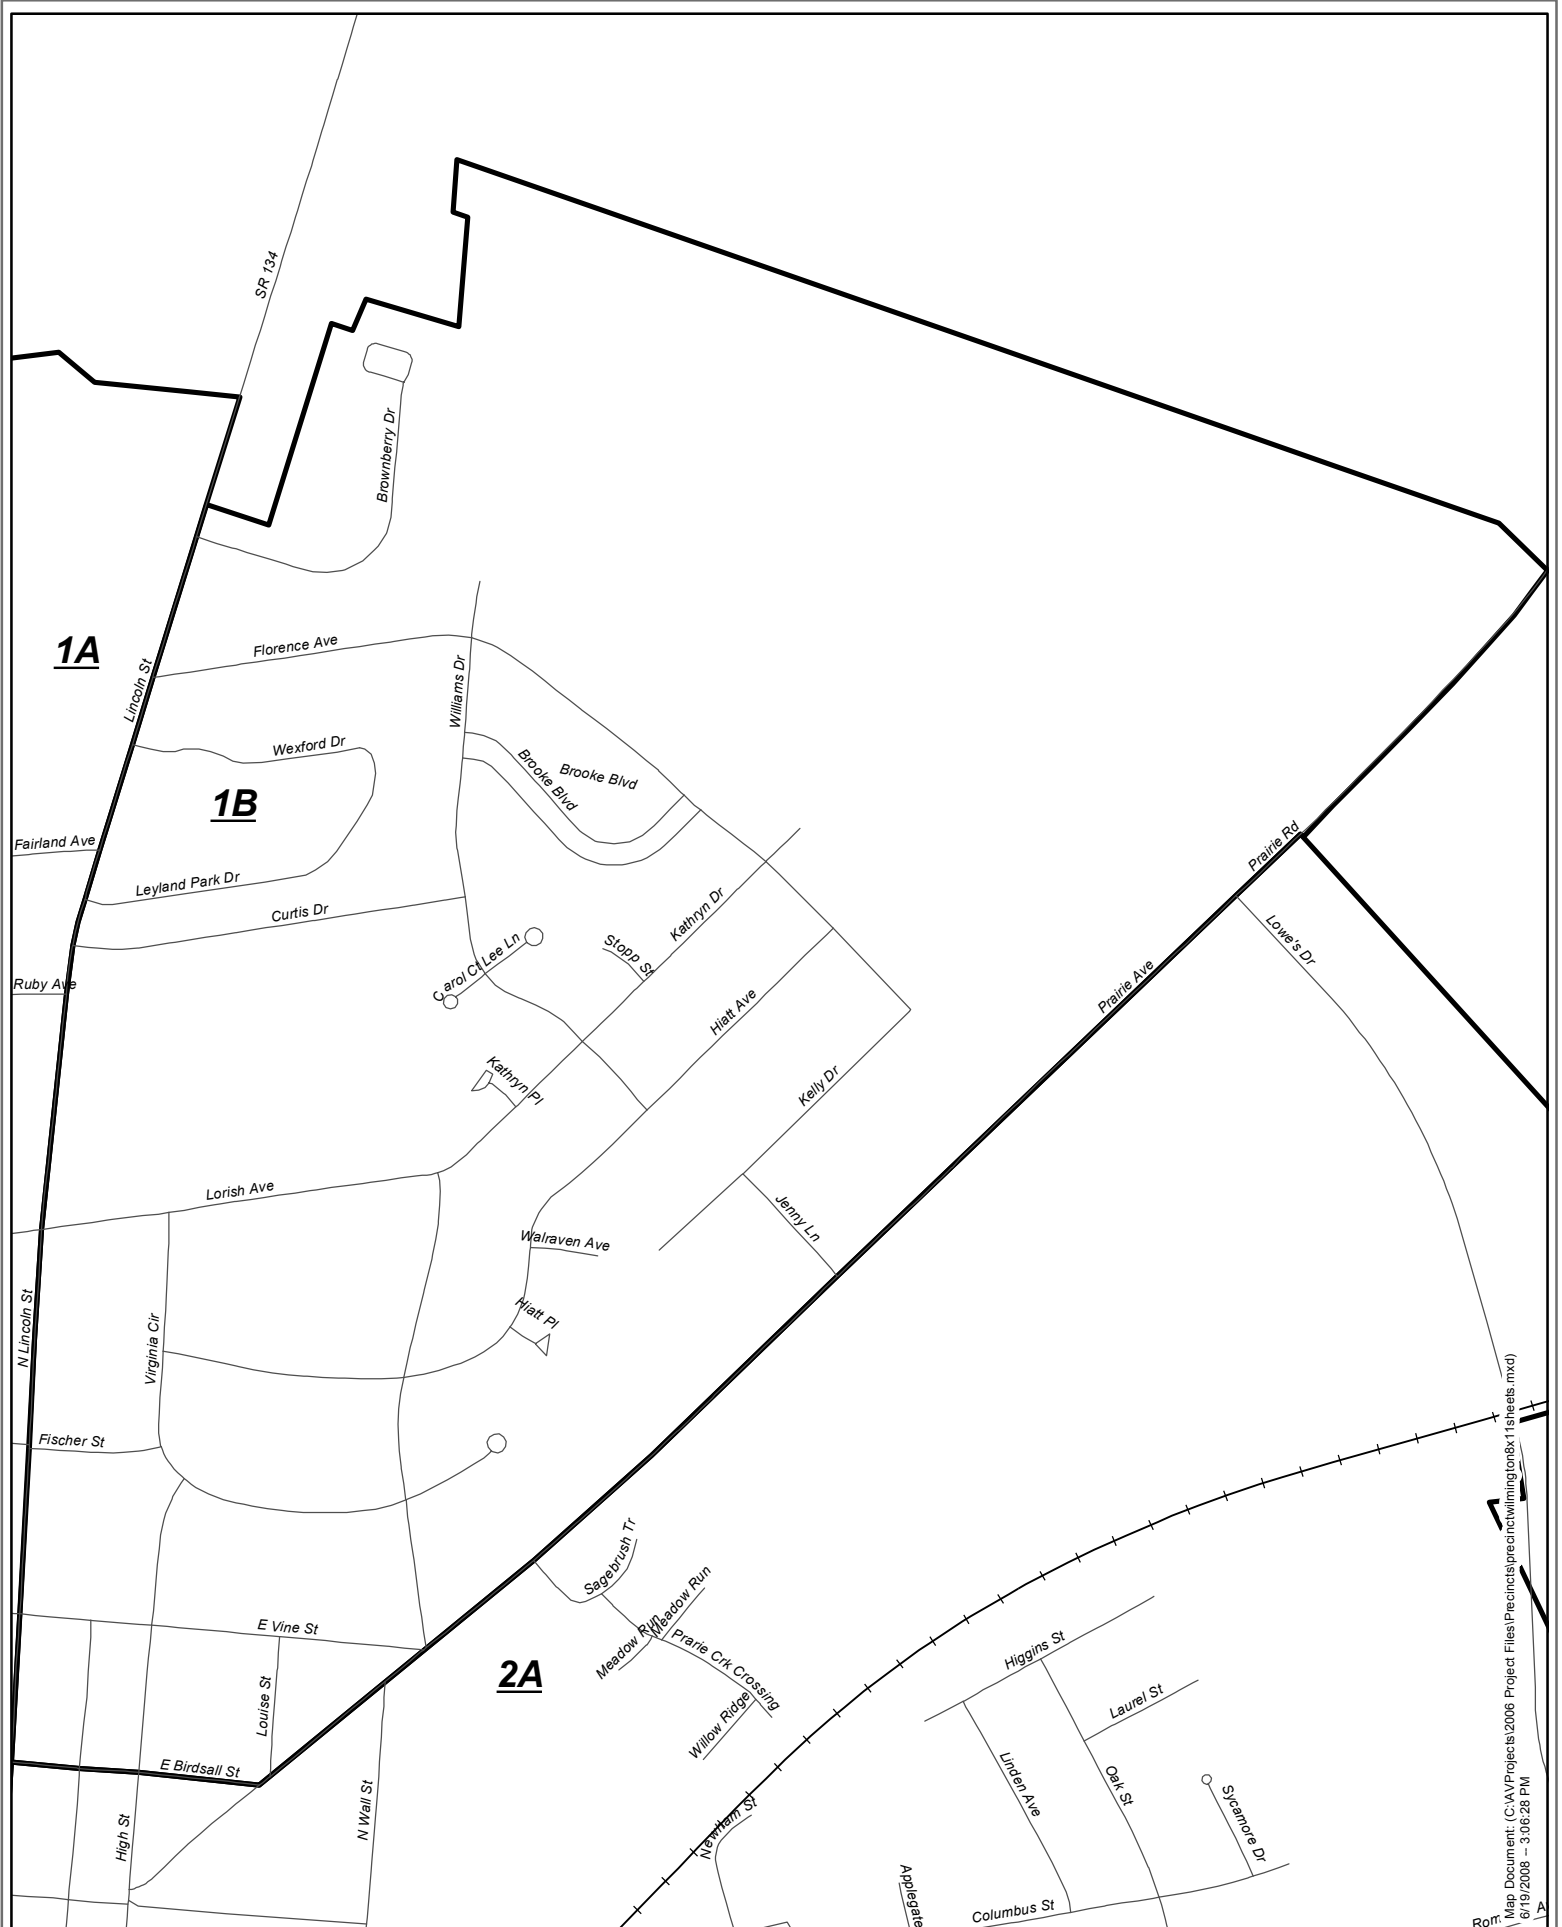 SR 134
Brownberry Dr
1A
Florence Ave
Lincoln St
Williams Dr
Wexford Dr
Brooke Blvd
Brooke Blvd
1B
Fairland Ave
Prairie Rd
Leyland Park Dr
Curtis Dr
Kathryn Dr
Lowe's Dr
Stopp St
Carol Ct
Lee Ln
Ruby Ave
Prairie Ave
Hiatt Ave
Kathryn Pl
Kelly Dr
Lorish Ave
Jenny Ln
Walraven Ave
N Lincoln St
Virginia Cir
Hiatt Pl
Fischer St
Sagebrush Tr
Meadow Run
Meadow Run
E Vine St
2A
Prarie Crk Crossing
Higgins St
Louise St
Willow Ridge
Laurel St
E Birdsall St
Linden Ave
Oak St
N Wall St
High St
Newham St
Sycamore Dr
Applegate
Columbus St
Rom
A
Map Document: (C:\AVProjects\2006 Project Files\Precincts\precinctwilmington8x11sheets.mxd)
6/19/2008 -- 3:06:28 PM